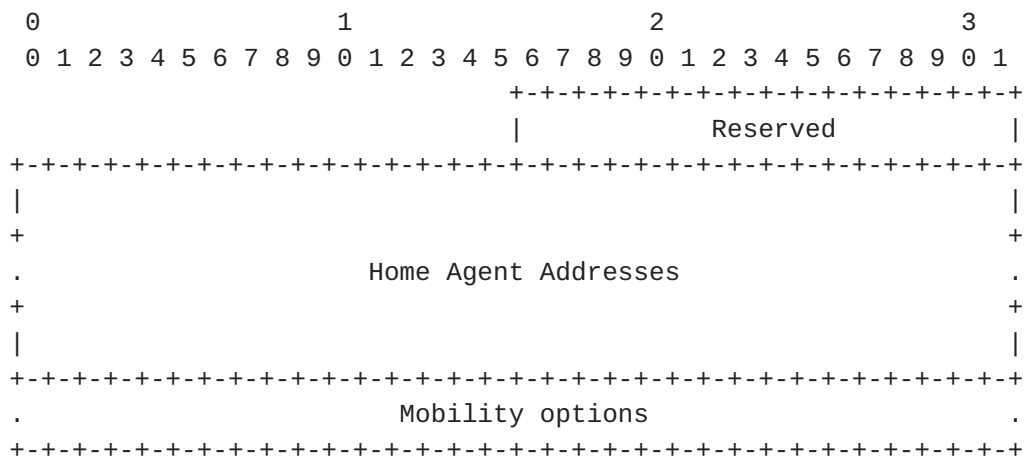 0                   1                   2                   3
 0 1 2 3 4 5 6 7 8 9 0 1 2 3 4 5 6 7 8 9 0 1 2 3 4 5 6 7 8 9 0 1
                                +-+-+-+-+-+-+-+-+-+-+-+-+-+-+-+-+
                                |            Reserved           |
+-+-+-+-+-+-+-+-+-+-+-+-+-+-+-+-+-+-+-+-+-+-+-+-+-+-+-+-+-+-+-+-+
|                                                               |
+                                                               +
.                      Home Agent Addresses                     .
+                                                               +
|                                                               |
+-+-+-+-+-+-+-+-+-+-+-+-+-+-+-+-+-+-+-+-+-+-+-+-+-+-+-+-+-+-+-+-+
.                        Mobility options                       .
+-+-+-+-+-+-+-+-+-+-+-+-+-+-+-+-+-+-+-+-+-+-+-+-+-+-+-+-+-+-+-+-+